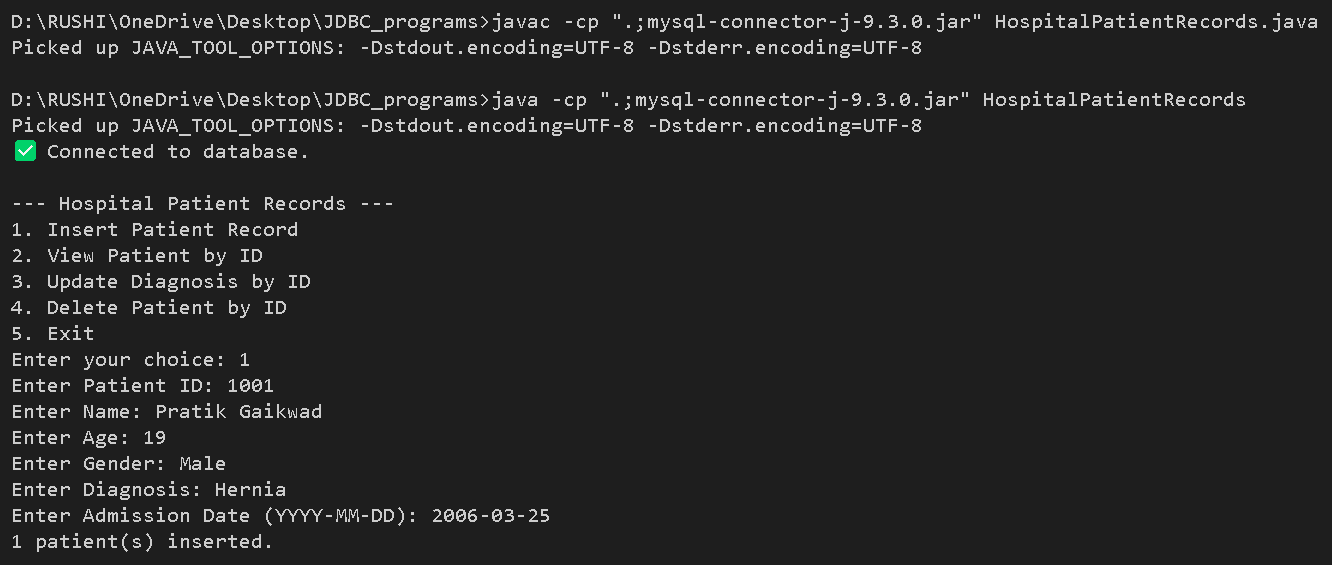 D:\RUSHI\OneDrive\Desktop\JDBC_programs>javac -cp ".;mysql-connector-j-9.3.0.jar" HospitalPatientRecords.java
Picked up JAVA_TOOL_OPTIONS: -Dstdout.encoding=UTF-8 -Dstderr.encoding=UTF-8
D:\RUSHI\OneDrive\Desktop\JDBC_programs>java -cp ".;mysql-connector-j-9.3.0.jar" HospitalPatientRecords
Picked up JAVA_TOOL_OPTIONS: -Dstdout.encoding=UTF-8 -Dstderr.encoding=UTF-8
✅ Connected to database.
--- Hospital Patient Records ---
1. Insert Patient Record
2. View Patient by ID
3. Update Diagnosis by ID
4. Delete Patient by ID
5. Exit
Enter your choice: 1
Enter Patient ID: 1001
Enter Name: Pratik Gaikwad
Enter Age: 19
Enter Gender: Male
Enter Diagnosis: Hernia
Enter Admission Date (YYYY-MM-DD): 2006-03-25
1 patient(s) inserted.